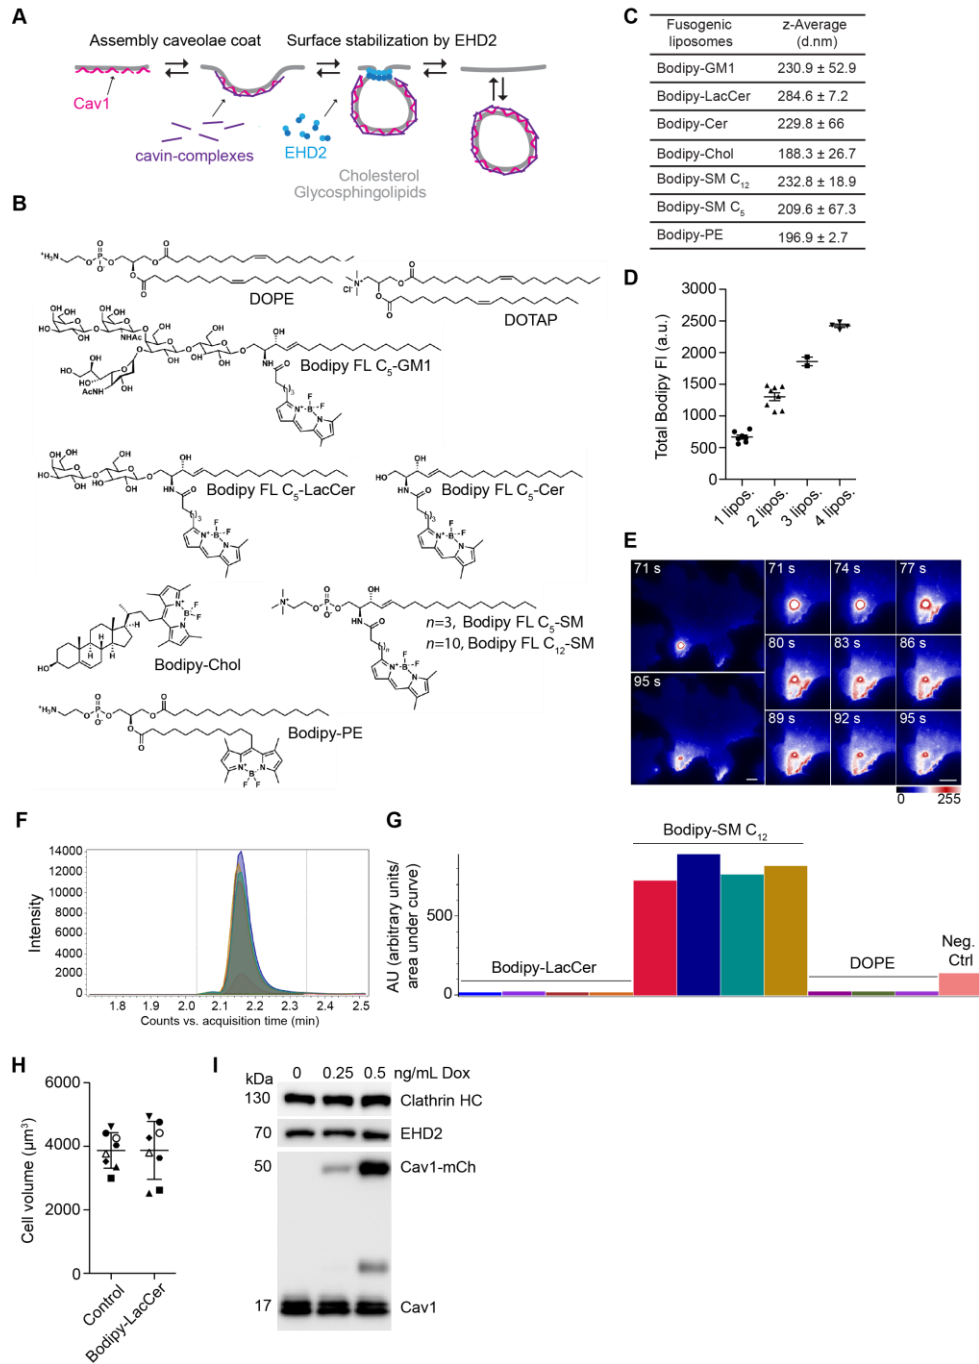 A
Assembly caveolae coat
Surface stabilization by EHD2
Cav1
cavin-complexes
EHD2
Cholesterol
Glycosphingolipids
B
DOPE
DOTAP
Bodipy FL C5-GM1
Bodipy FL C5-LacCer
Bodipy FL C5-Cer
Bodipy-Chol
n=3, Bodipy FL C5-SM
n=10, Bodipy FL C12-SM
Bodipy-PE
C
Fusogenic liposomes z-Average (d.nm)
Bodipy-GM1 230.9 ± 52.9
Bodipy-LacCer 284.6 ± 7.2
Bodipy-Cer 229.8 ± 66
Bodipy-Chol 188.3 ± 26.7
Bodipy-SM C12 232.8 ± 18.9
Bodipy-SM C5 209.6 ± 67.3
Bodipy-PE 196.9 ± 2.7
D
Total Bodipy FI (a.u.)
3000
2500
2000
1500
1000
500
0
1 lipos. 2 lipos. 3 lipos. 4 lipos.
E
71 s 71 s 74 s 77 s
80 s 83 s 86 s
95 s 89 s 92 s 95 s
0 255
F
Intensity
14000
12000
10000
8000
6000
4000
2000
0
1.8 1.9 2.0 2.1 2.2 2.3 2.4 2.5
Counts vs. acquisition time (min)
G
AU (arbitrary units/
area under curve)
500
0
Bodipy-LacCer
Bodipy-SM C12
DOPE
Neg.
Ctrl
H
Cell volume (µm³)
6000
4000
2000
0
Control
Bodipy-LacCer
I
kDa 0 0.25 0.5 ng/mL Dox
130 Clathrin HC
70 EHD2
50 Cav1-mCh
17 Cav1